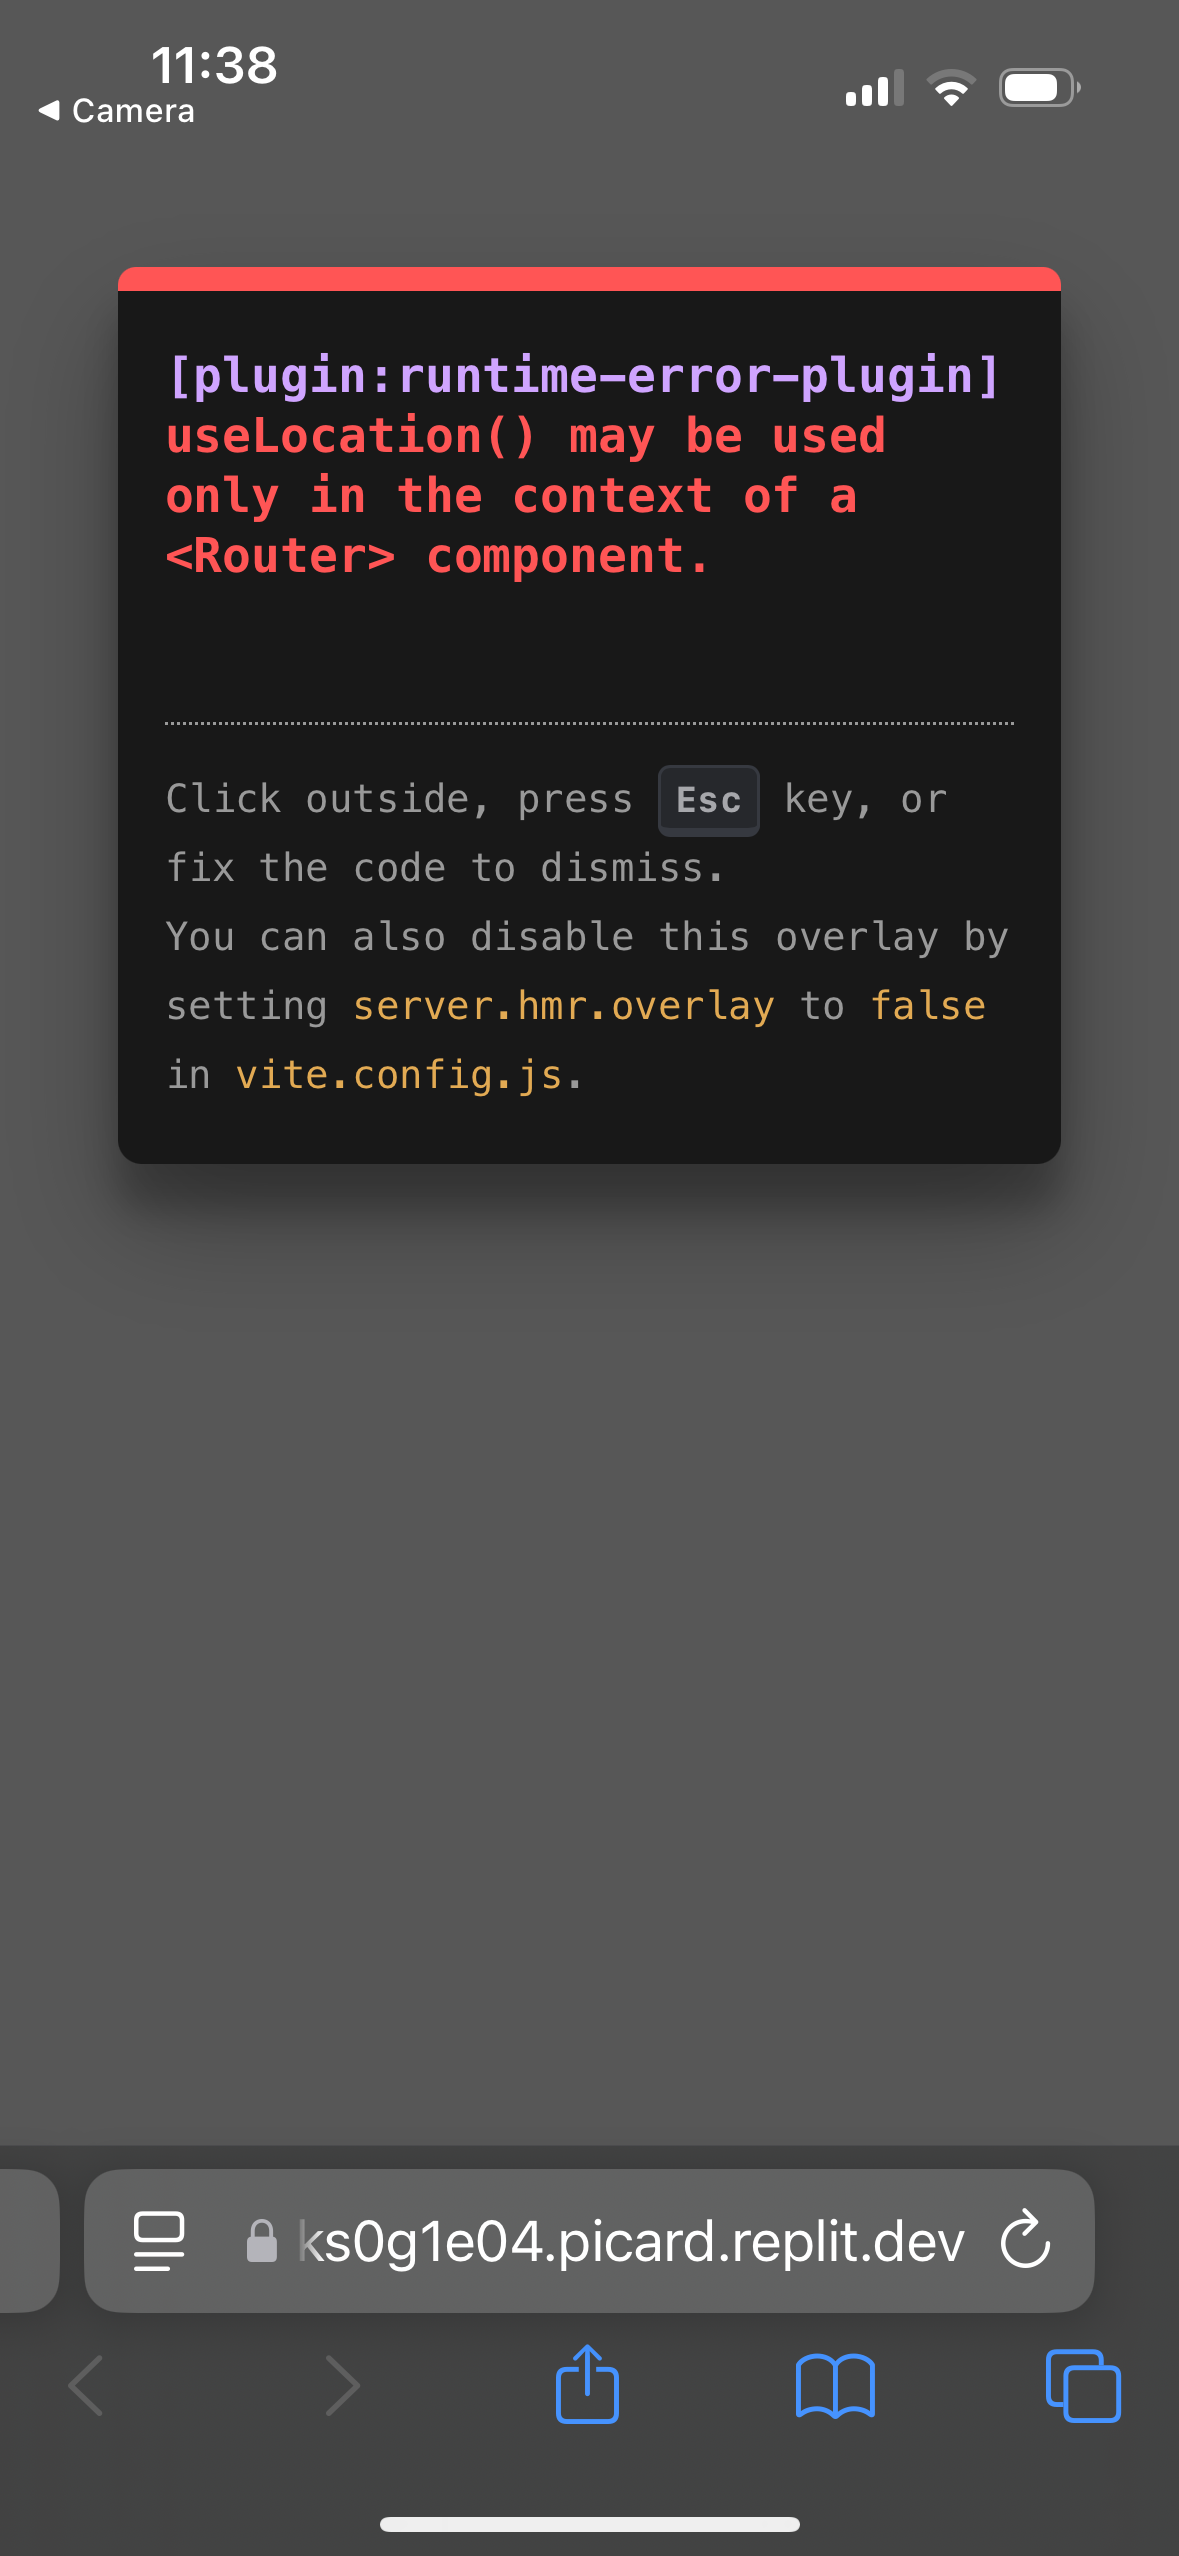 11:38
Camera
[plugin:runtime-error-plugin]
useLocation() may be used
only in the context of a
<Router> component.
Click outside, press Esc key, or
fix the code to dismiss.
You can also disable this overlay by
setting server.hmr.overlay to false
in vite.config.js.
ks0g1e04.picard.replit.dev